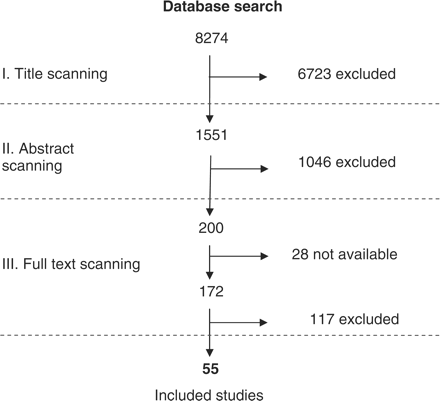 Database search
8274
I. Title scanning
6723 excluded
1551
II. Abstract
scanning
1046 excluded
200
28 not available
III. Full text scanning
172
117 excluded
55
Included studies